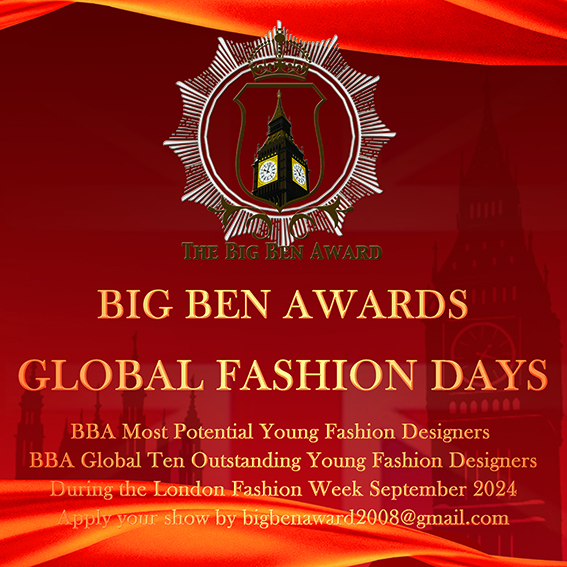 THE BIG BEN AWARD
BIG BEN AWARDS
GLOBAL FASHION DAYS
BBA Most Potential Young Fashion Designers
BBA Global Ten Outstanding Young Fashion Designers
During the London Fashion Week September 2024
Apply your show by bigbenaward2008@gmail.com